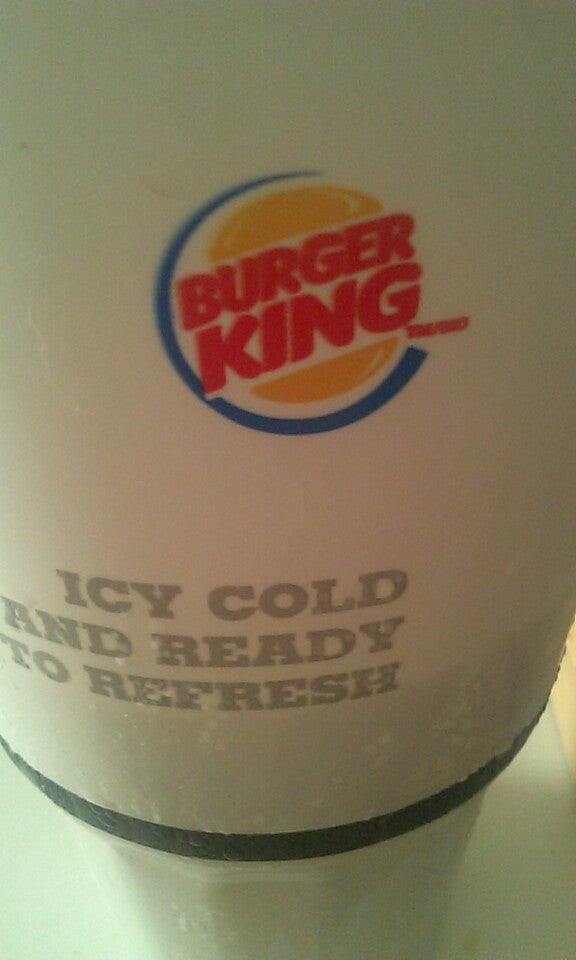 BURGER
KING
ICY COLD
AND READY
TO REFRESH